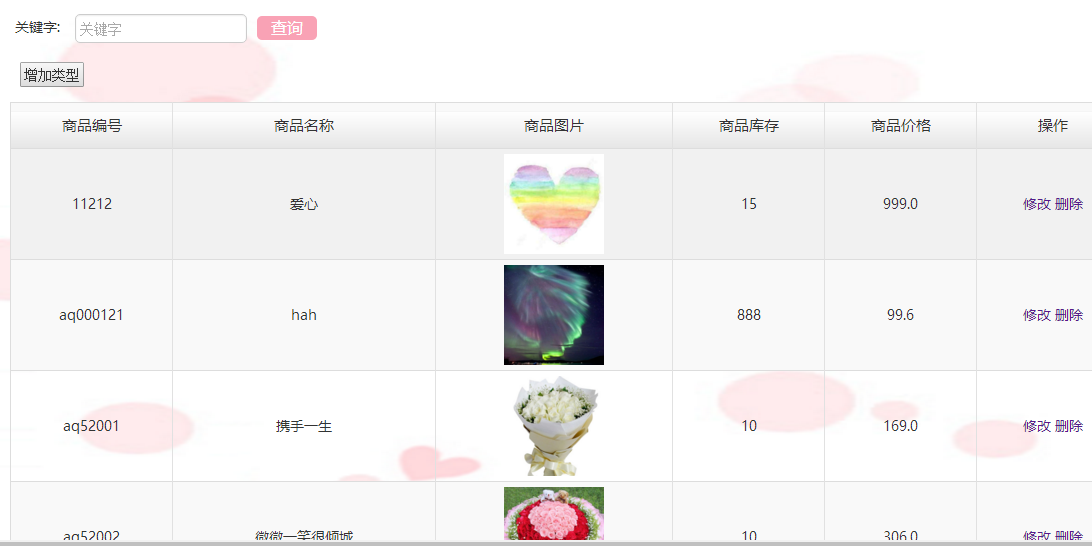 关键字: 关键字 查询
增加类型
商品编号 商品名称 商品图片 商品库存 商品价格 操作
11212 爱心 15 999.0 修改 删除
aq000121 hah 888 99.6 修改 删除
aq52001 携手一生 10 169.0 修改 删除
aq52002 微微一笑很倾城 10 306.0 修改 删除